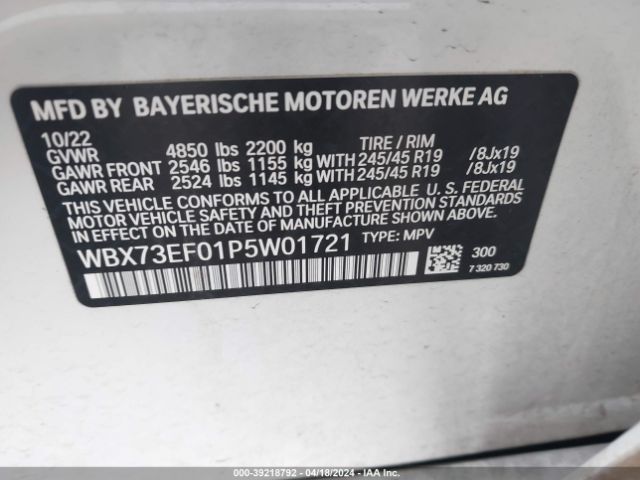 MFD BY BAYERISCHE MOTOREN WERKE AG
10/22 TIRE / RIM
GVWR 4850 lbs 2200 kg
GAWR FRONT 2546 lbs 1155 kg WITH 245/45 R19 /8Jx19
GAWR REAR 2524 lbs 1145 kg WITH 245/45 R19 /8Jx19
THIS VEHICLE CONFORMS TO ALL APPLICABLE U. S. FEDERAL
MOTOR VEHICLE SAFETY, BUMPER, AND THEFT PREVENTION STANDARDS
IN EFFECT ON THE DATE OF MANUFACTURE SHOWN ABOVE.
WBX73EF01P5W01721 TYPE: MPV
300
7 320 730
000-39218792 - 04/18/2024 - IAA Inc.